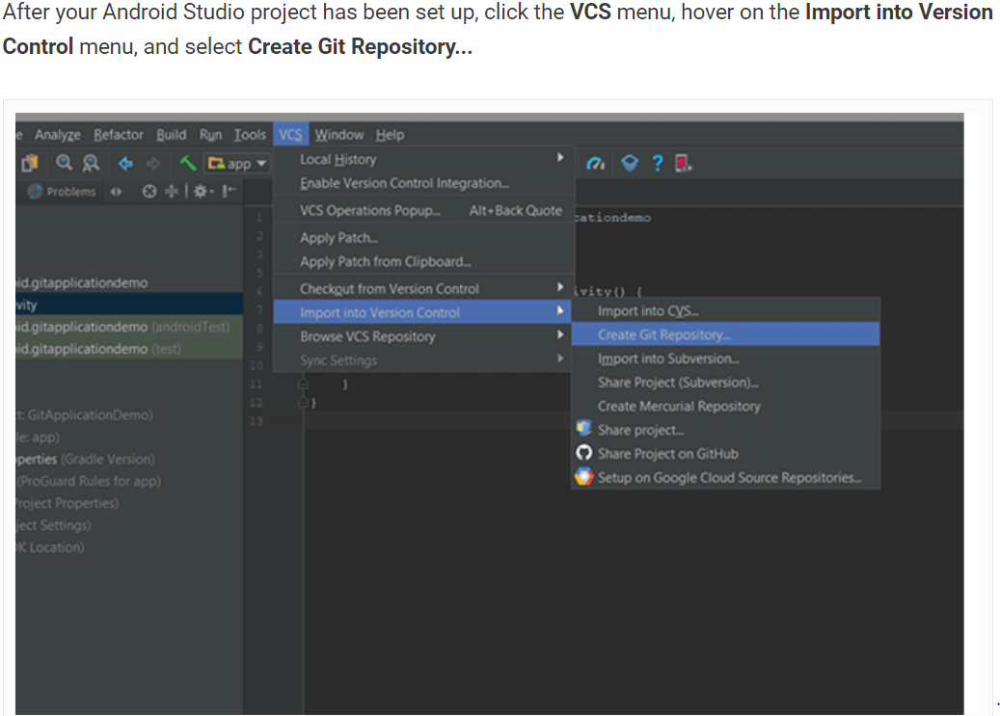 After your Android Studio project has been set up, click the VCS menu, hover on the Import into Version
Control menu, and select Create Git Repository...
e Analyze Refactor Build Run Tools VCS Window Help
app
Problems
Local History
Enable Version Control Integration...
VCS Operations Popup... Alt+Back Quote
Apply Patch...
Apply Patch from Clipboard...
Checkout from Version Control
Import into Version Control
Browse VCS Repository
Sync Settings
Import into CVS...
Create Git Repository...
Import into Subversion...
Share Project (Subversion)...
Create Mercurial Repository
Share project...
Share Project on GitHub
Setup on Google Cloud Source Repositories...
id.gitapplicationdemo
vity
id.gitapplicationdemo (androidTest)
id.gitapplicationdemo (test)
t: GitApplicationDemo)
le: app)
perties (Gradle Version)
(ProGuard Rules for app)
Project Properties)
ject Settings)
K Location)
1 cationdemo
2
3
5
6 ivity() {
7
8
9
10
11 }
12 }
13